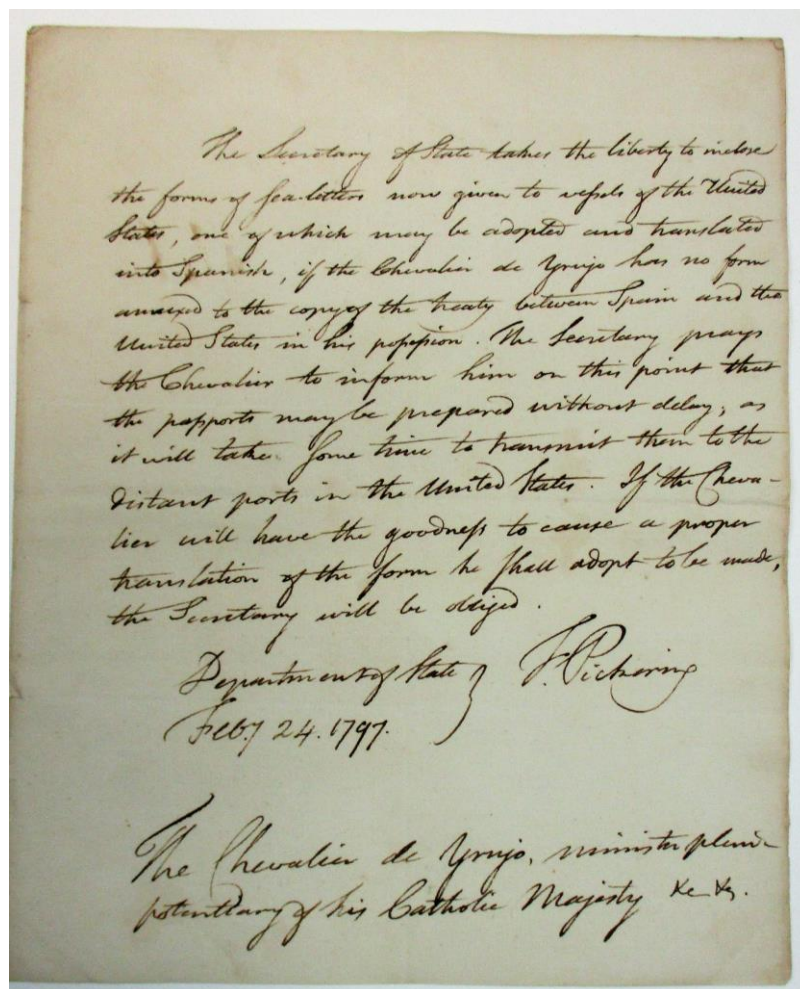 The Secretary of State takes the liberty to inclose
the forms of sea-letters now given to vessels of the United
States, one of which may be adopted and translated
into Spanish, if the Chevalier de Yrujo has no form
annexed to the copy of the treaty between Spain and the
United States in his possession. The Secretary prays
the Chevalier to inform him on this point that
the passports may be prepared without delay, as
it will take some time to transmit them to the
distant ports in the United States. If the Cheva-
lier will have the goodness to cause a proper
translation of the form he shall adopt to be made,
the Secretary will be obliged.
Department of State } T. Pickering
Feby 24. 1797.
The Chevalier de Yrujo, minister pleni-
potentiary of his Catholic Majesty &c &c.